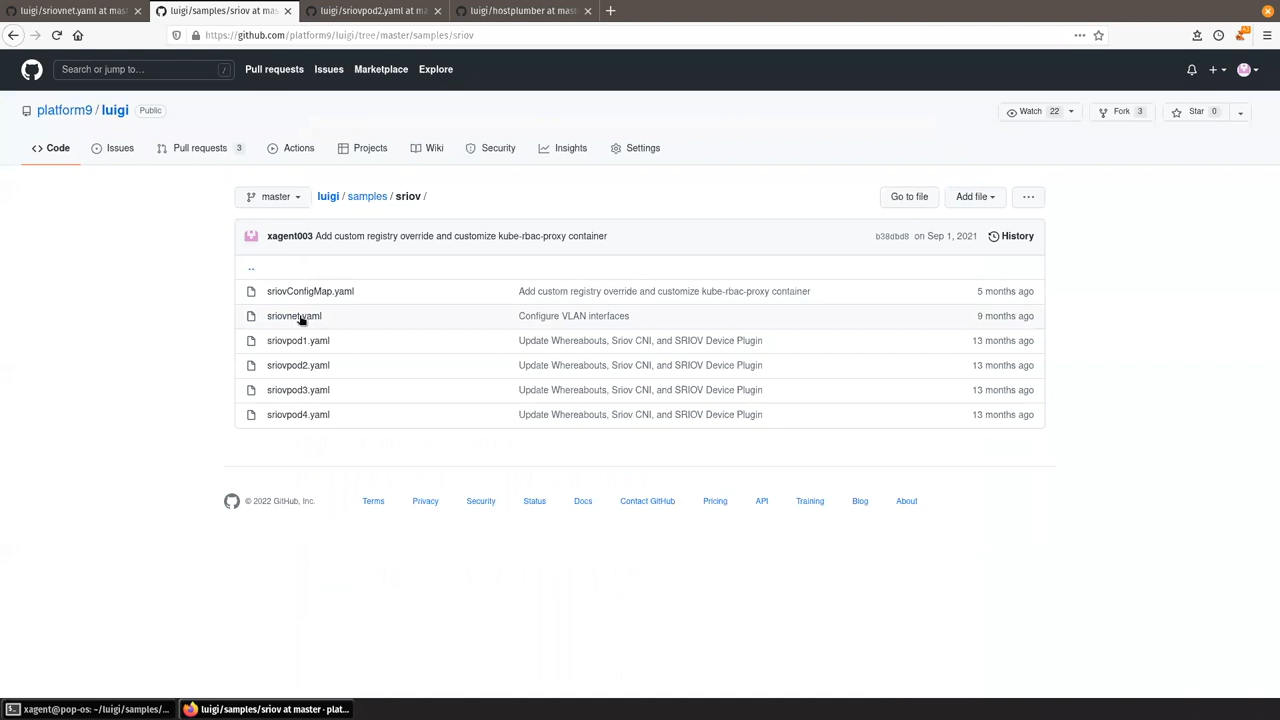 luigi/sriovnet.yaml at mas
luigi/samples/sriov at mas
luigi/sriovpod2.yaml at ma
luigi/hostplumber at mast
https://github.com/platform9/luigi/tree/master/samples/sriov
Search or jump to…
/
Pull requests
Issues
Marketplace
Explore
platform9 / luigi
Public
Watch 22
Fork 3
Star 0
Code
Issues
Pull requests 3
Actions
Projects
Wiki
Security
Insights
Settings
master
luigi / samples / sriov /
Go to file
Add file
xagent003 Add custom registry override and customize kube-rbac-proxy container
b38dbd8 on Sep 1, 2021
History
..
sriovConfigMap.yaml Add custom registry override and customize kube-rbac-proxy container 5 months ago
sriovnet.yaml Configure VLAN interfaces 9 months ago
sriovpod1.yaml Update Whereabouts, Sriov CNI, and SRIOV Device Plugin 13 months ago
sriovpod2.yaml Update Whereabouts, Sriov CNI, and SRIOV Device Plugin 13 months ago
sriovpod3.yaml Update Whereabouts, Sriov CNI, and SRIOV Device Plugin 13 months ago
sriovpod4.yaml Update Whereabouts, Sriov CNI, and SRIOV Device Plugin 13 months ago
© 2022 GitHub, Inc.
Terms
Privacy
Security
Status
Docs
Contact GitHub
Pricing
API
Training
Blog
About
xagent@pop-os: ~/luigi/samples/...
luigi/samples/sriov at master · plat...